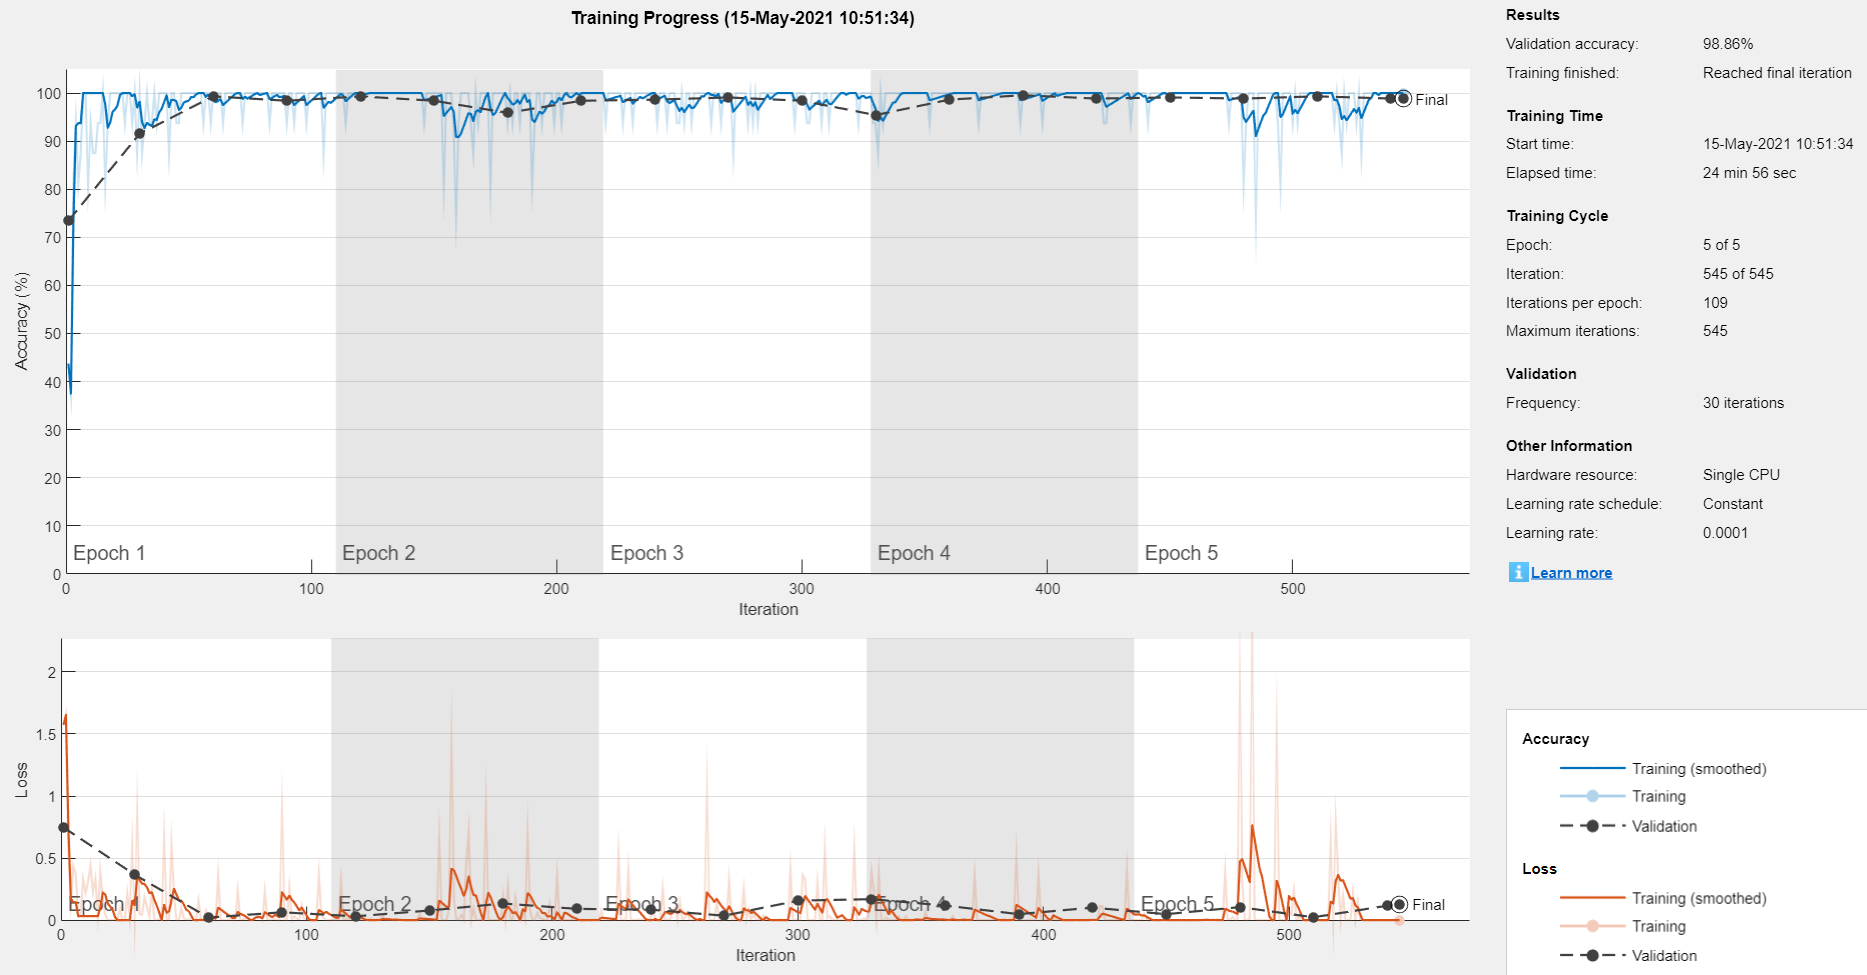 Training Progress (15-May-2021 10:51:34)
100
90
80
70
60
50
40
30
20
10
0
Accuracy (%)
Final
Epoch 1
Epoch 2
Epoch 3
Epoch 4
Epoch 5
0
100
200
300
400
500
Iteration
2
1.5
1
0.5
0
Loss
Final
Epoch 1
Epoch 2
Epoch 3
Epoch 4
Epoch 5
0
100
200
300
400
500
Iteration
Results
Validation accuracy: 98.86%
Training finished: Reached final iteration
Training Time
Start time: 15-May-2021 10:51:34
Elapsed time: 24 min 56 sec
Training Cycle
Epoch: 5 of 5
Iteration: 545 of 545
Iterations per epoch: 109
Maximum iterations: 545
Validation
Frequency: 30 iterations
Other Information
Hardware resource: Single CPU
Learning rate schedule: Constant
Learning rate: 0.0001
i Learn more
Accuracy
Training (smoothed)
Training
Validation
Loss
Training (smoothed)
Training
Validation